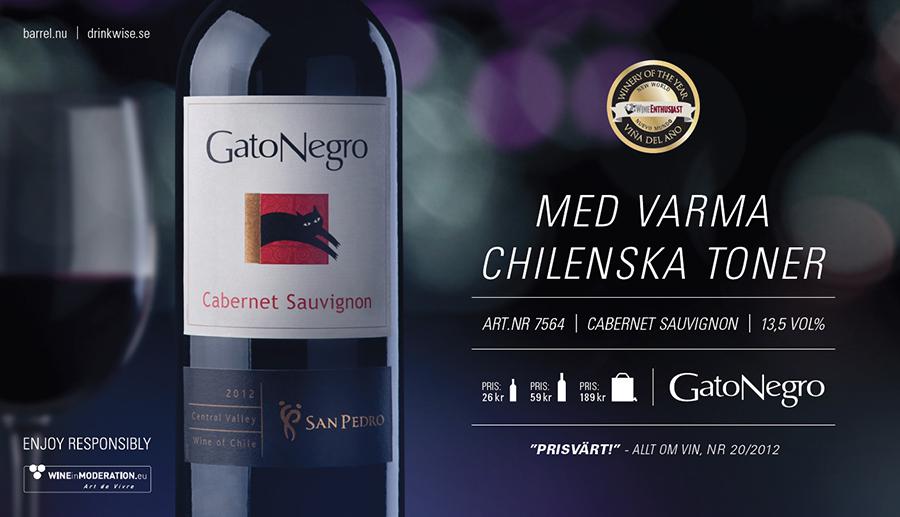 barrel.nu | drinkwise.se
GatoNegro
Cabernet Sauvignon
2012
Central Valley
Wine of Chile
SAN PEDRO
ENJOY RESPONSIBLY
WINEinMODERATION.eu
Art de Vivre
WINERY OF THE YEAR
NEW WORLD
WINEENTHUSIAST
NUEVO MUNDO
VIÑA DEL AÑO
MED VARMA
CHILENSKA TONER
ART.NR 7564 | CABERNET SAUVIGNON | 13,5 VOL%
PRIS: 26 kr
PRIS: 59 kr
PRIS: 189 kr
GatoNegro
”PRISVÄRT!” - ALLT OM VIN, NR 20/2012